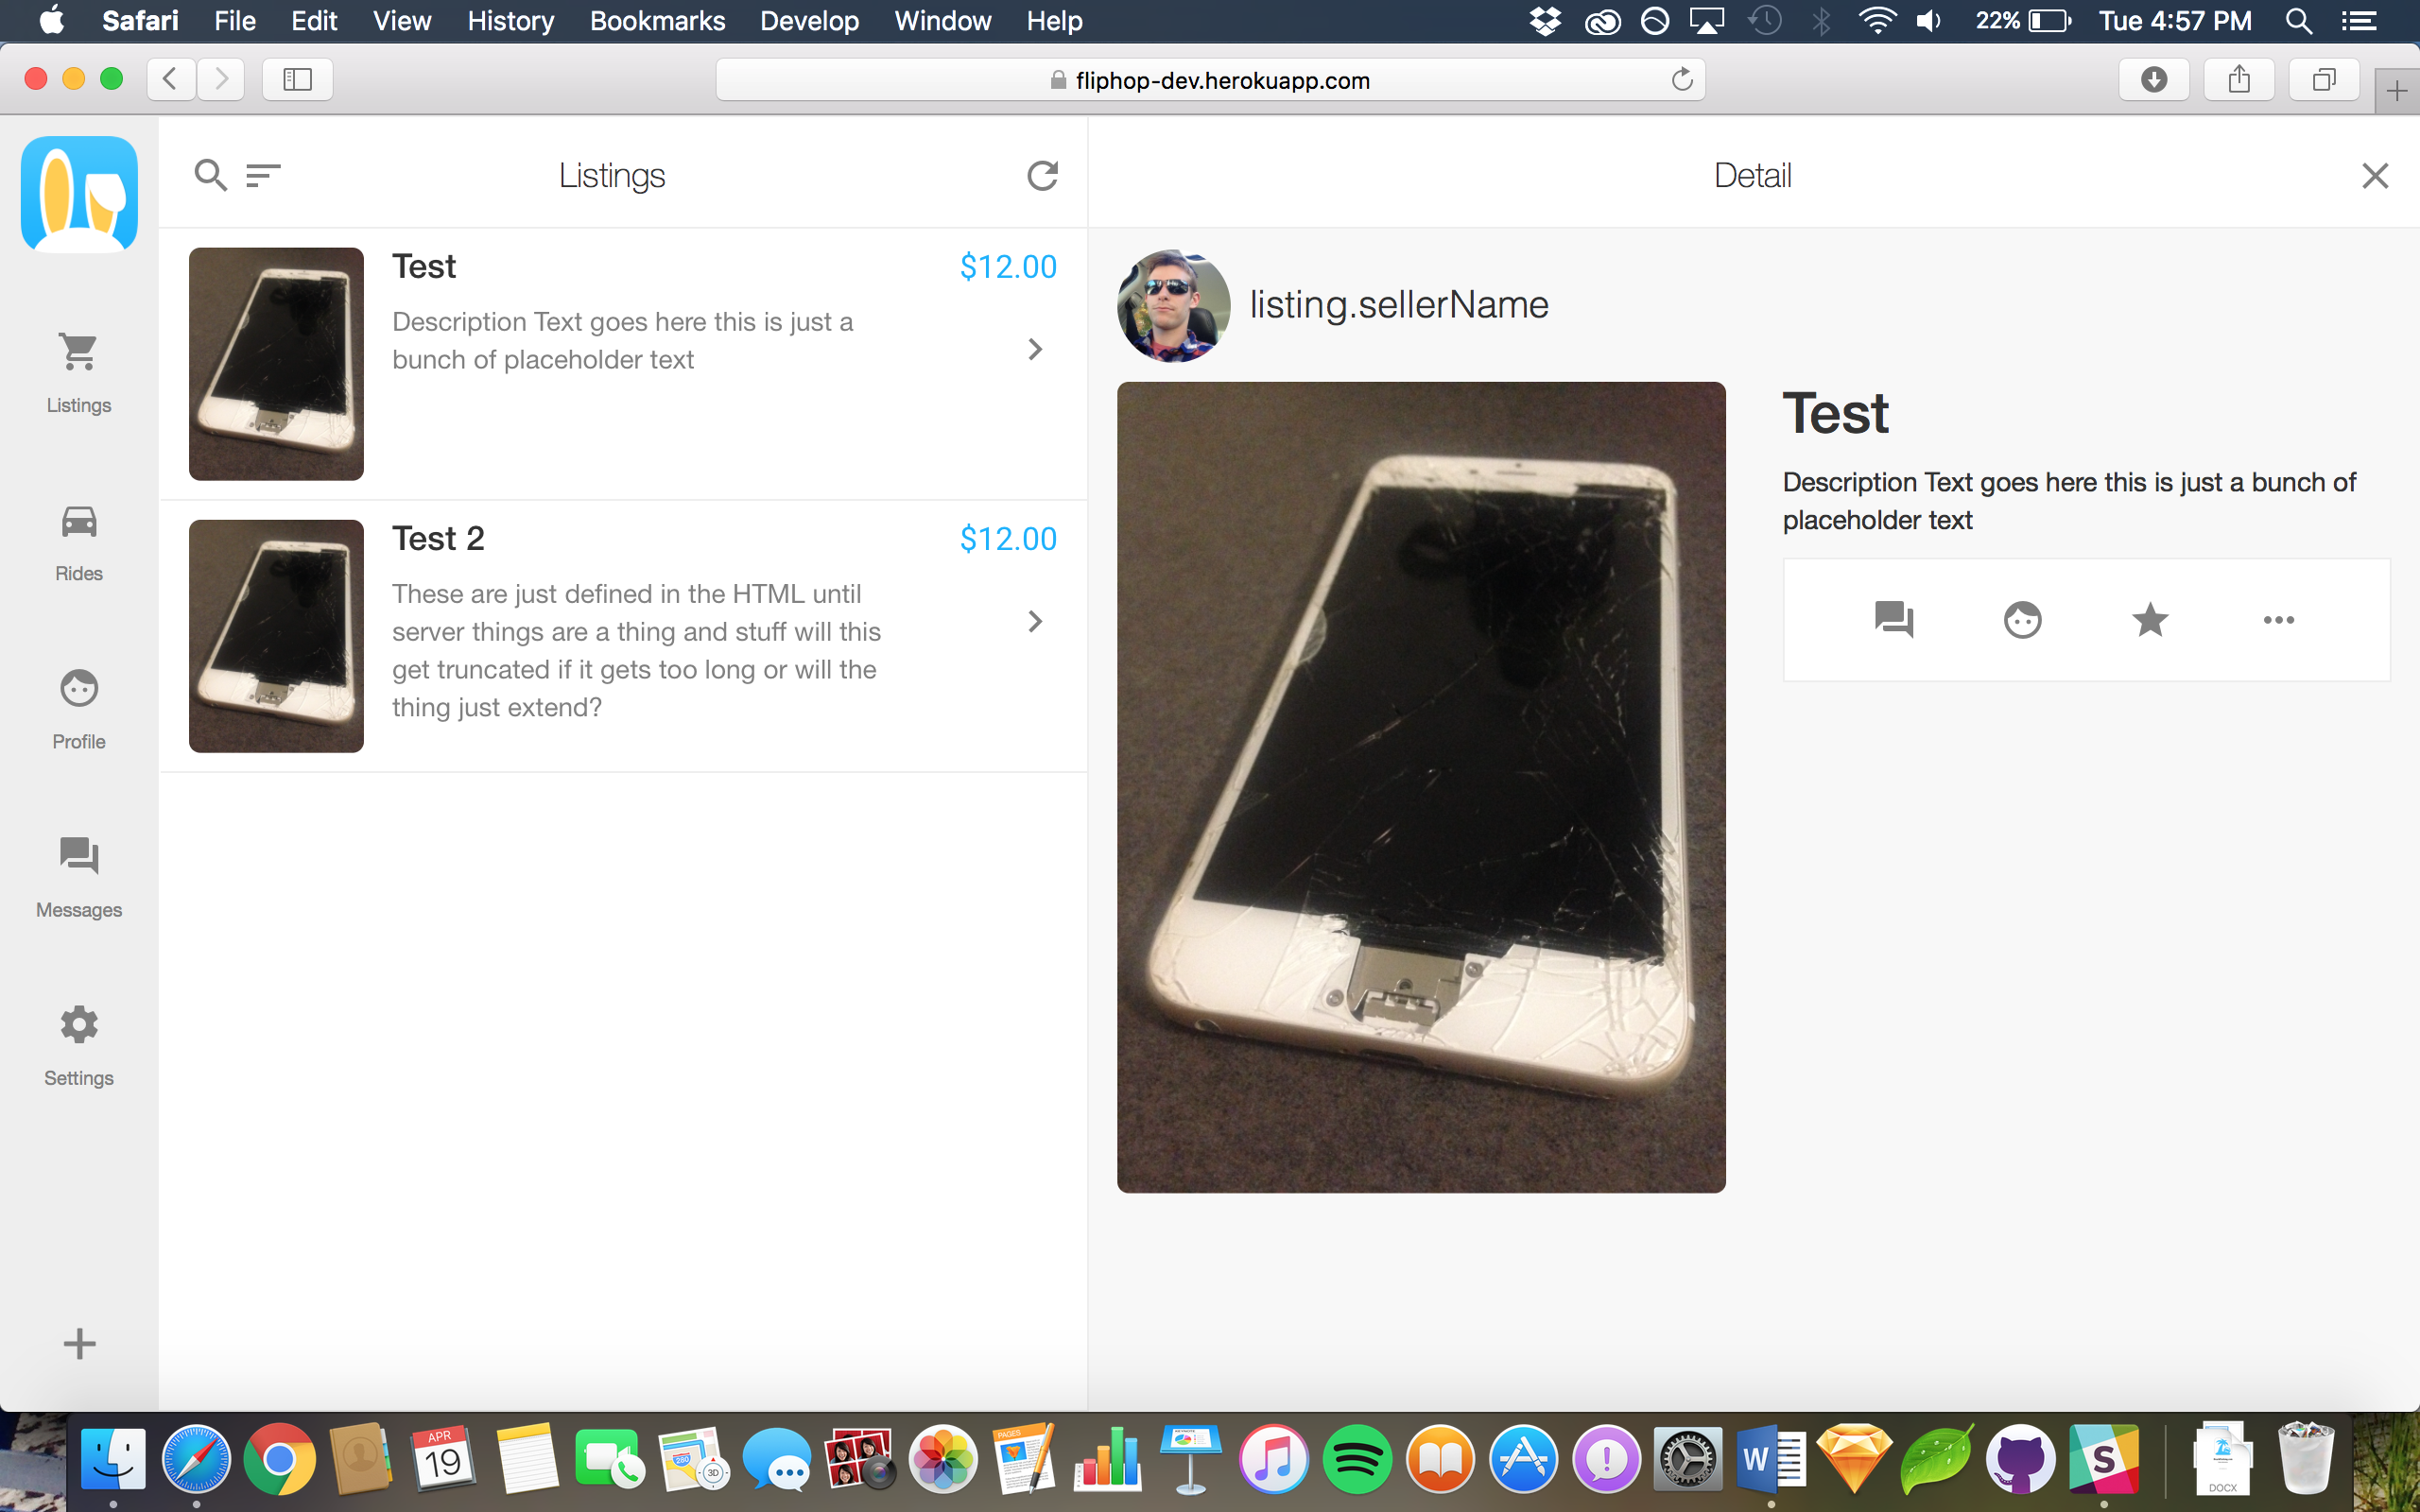 Safari File Edit View History Bookmarks Develop Window Help 22% Tue 4:57 PM
fliphop-dev.herokuapp.com
Listings
Detail
Listings
Rides
Profile
Messages
Settings
Test $12.00
Description Text goes here this is just a
bunch of placeholder text
Test 2 $12.00
These are just defined in the HTML until
server things are a thing and stuff will this
get truncated if it gets too long or will the
thing just extend?
listing.sellerName
Test
Description Text goes here this is just a bunch of
placeholder text
APR
19
280
3D
PAGES
W
S
DOCX